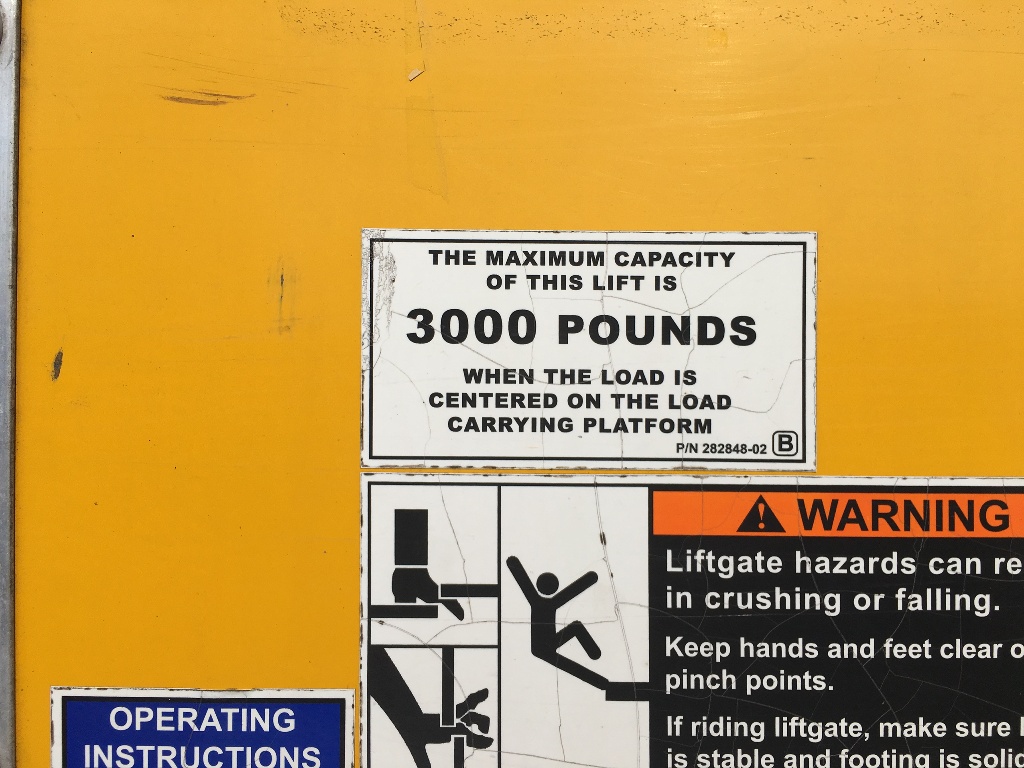 THE MAXIMUM CAPACITY
OF THIS LIFT IS
3000 POUNDS
WHEN THE LOAD IS
CENTERED ON THE LOAD
CARRYING PLATFORM
P/N 282848-02 B
WARNING
Liftgate hazards can re
in crushing or falling.
Keep hands and feet clear o
pinch points.
If riding liftgate, make sure
is stable and footing is solid
OPERATING
INSTRUCTIONS